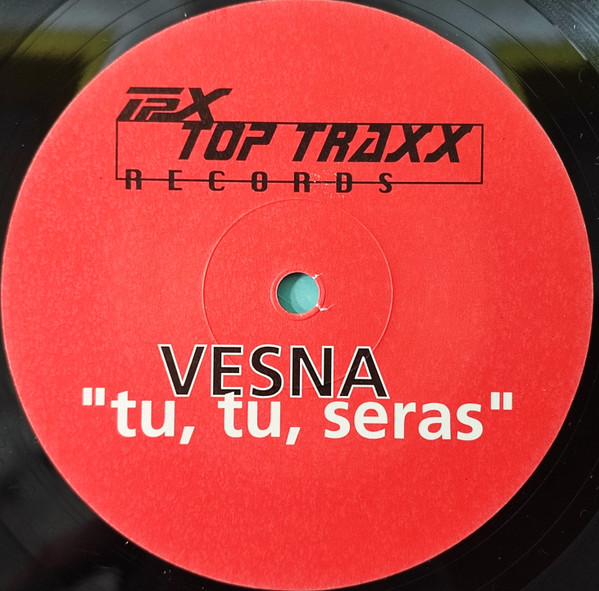 TPX
TOP TRAXX
RECORDS
VESNA
"tu, tu, seras"